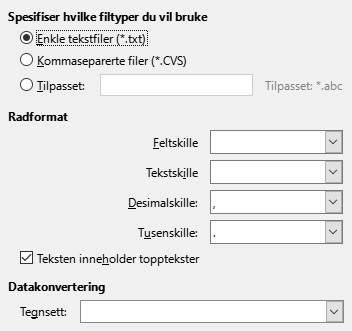 Spesifiser hvilke filtyper du vil bruke
Enkle tekstfiler (*.txt)
Kommaseparerte filer (*.CVS)
Tilpasset: Tilpasset: *.abc
Radformat
Feltskille
Tekstskille
Desimalskille: ,
Tusenskille: .
Teksten inneholder topptekster
Datakonvertering
Tegnsett: